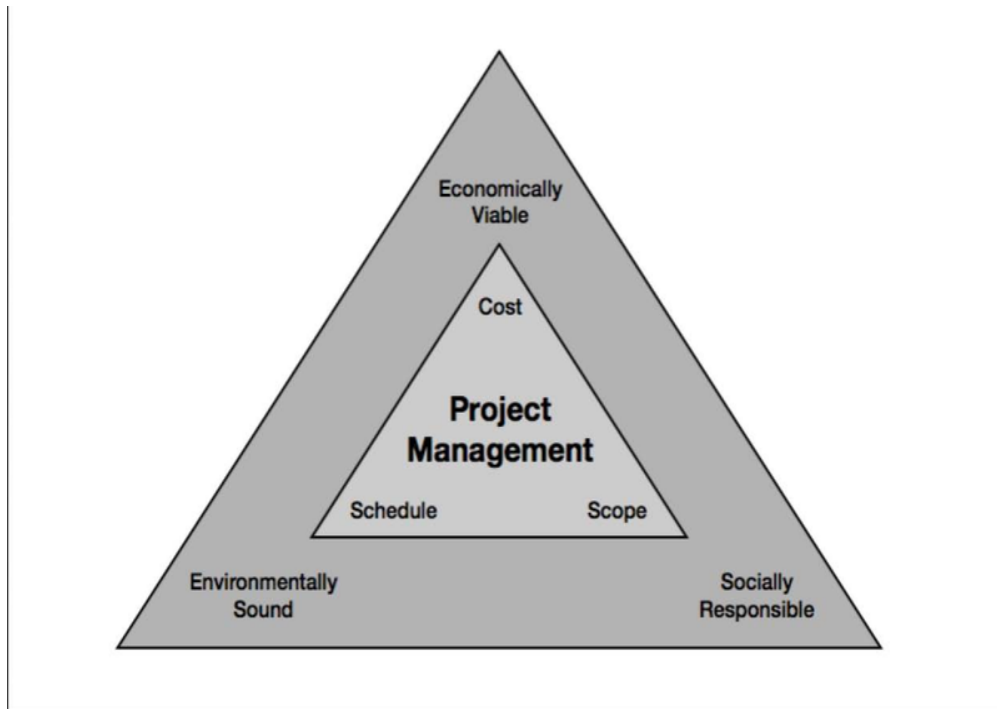 Economically
Viable
Cost
Project
Management
Schedule Scope
Environmentally Socially
Sound Responsible